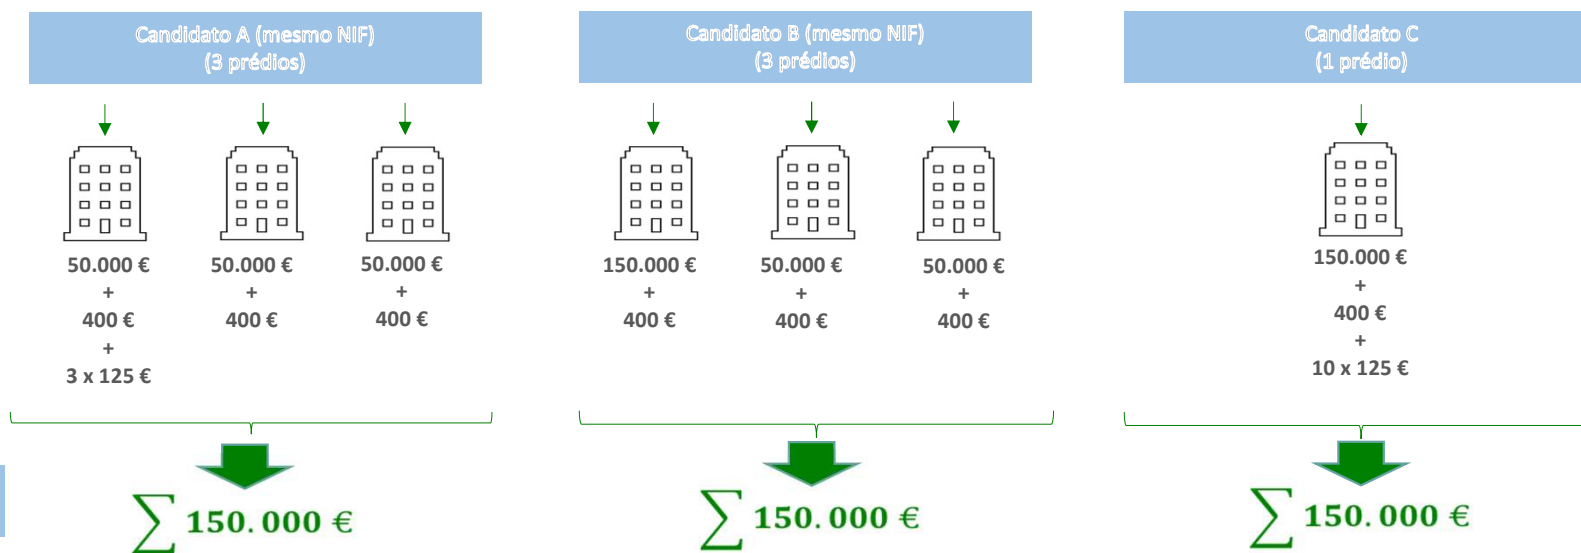 Candidato A (mesmo NIF)
(3 prédios)
50.000 €
+
400 €
+
3 x 125 €
50.000 €
+
400 €
50.000 €
+
400 €
∑ 150.000 €
Candidato B (mesmo NIF)
(3 prédios)
150.000 €
+
400 €
50.000 €
+
400 €
50.000 €
+
400 €
∑ 150.000 €
Candidato C
(1 prédio)
150.000 €
+
400 €
+
10 x 125 €
∑ 150.000 €